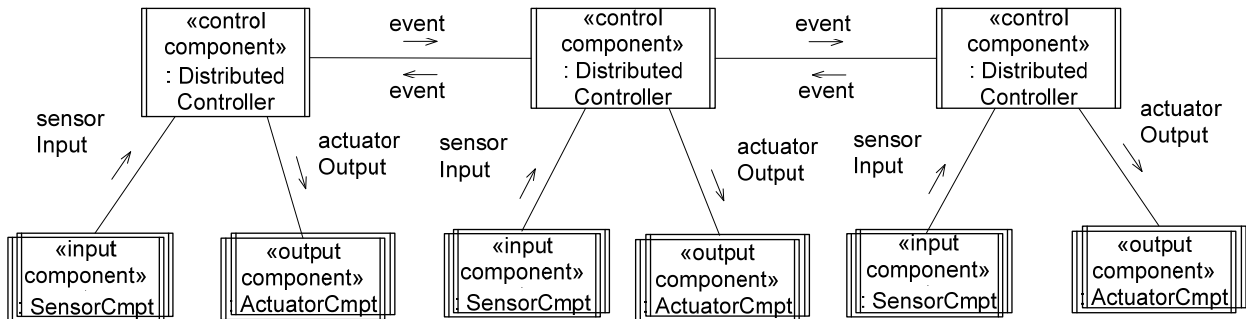 «control
component»
: Distributed
Controller
event
event
«control
component»
: Distributed
Controller
event
event
«control
component»
: Distributed
Controller
sensor
Input
actuator
Output
sensor
Input
actuator
Output
sensor
Input
actuator
Output
«input
component»
: SensorCmpt
«output
component»
: ActuatorCmpt
«input
component»
: SensorCmpt
«output
component»
: ActuatorCmpt
«input
component»
: SensorCmpt
«output
component»
: ActuatorCmpt